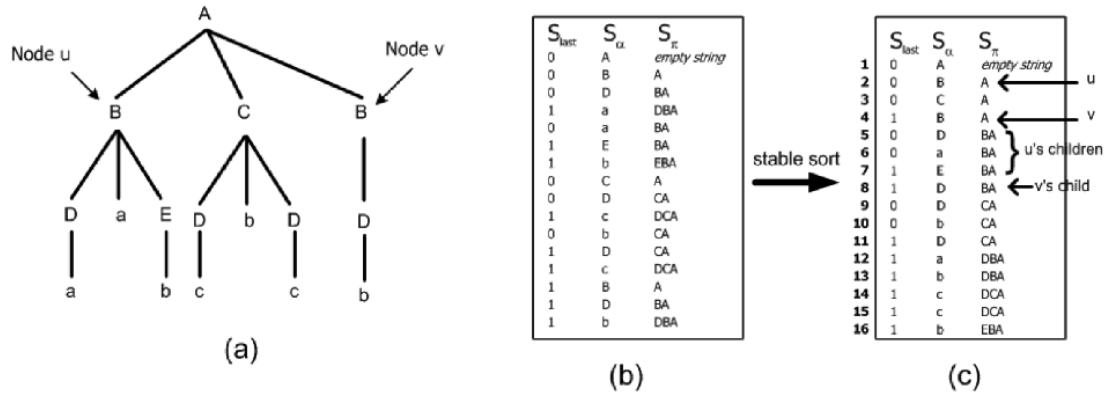 A
Node u
Node v
B C B
D a E D b D D
a b c c b
(a)
S_last S_α S_π
0 A empty string
0 B A
0 D BA
1 a DBA
0 a BA
1 E BA
1 b EBA
0 C A
0 D CA
1 c DCA
0 b CA
1 D CA
1 c DCA
1 B A
1 D BA
1 b DBA
(b)
stable sort
S_last S_α S_π
1 0 A empty string
2 0 B A u
3 0 C A
4 1 B A v
5 0 D BA
6 0 a BA u's children
7 1 E BA
8 1 D BA v's child
9 0 D CA
10 0 b CA
11 1 D CA
12 1 a DBA
13 1 b DBA
14 1 c DCA
15 1 c DCA
16 1 b EBA
(c)